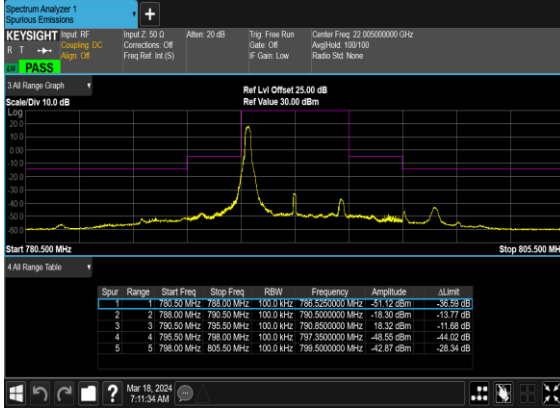 Spectrum Analyzer 1
Spurious Emissions
+
KEYSIGHT Input: RF Input Z: 50 Ω Atten: 20 dB Trig: Free Run Center Freq: 22.005000000 GHz
R T Coupling: DC Corrections: Off Gate: Off Avg|Hold: 100/100
Align: Off Freq Ref: Int (S) IF Gain: Low Radio Std: None
PASS
3 All Range Graph
Ref Lvl Offset 25.00 dB
Scale/Div 10.0 dB Ref Value 30.00 dBm
Log
20.0
10.0
0.00
-10.0
-20.0
-30.0
-40.0
-50.0
-60.0
Start 780.500 MHz Stop 805.500 MH
4 All Range Table
Spur Range Start Freq Stop Freq RBW Frequency Amplitude ΔLimit
1 1 780.50 MHz 788.00 MHz 100.0 kHz 786.5250000 MHz -51.12 dBm -36.59 dB
2 2 788.00 MHz 790.50 MHz 100.0 kHz 790.5000000 MHz -18.30 dBm -13.77 dB
3 3 790.50 MHz 795.50 MHz 100.0 kHz 790.8500000 MHz 18.32 dBm -11.68 dB
4 4 795.50 MHz 798.00 MHz 100.0 kHz 797.3500000 MHz -48.55 dBm -44.02 dB
5 5 798.00 MHz 805.50 MHz 100.0 kHz 799.5000000 MHz -42.87 dBm -28.34 dB
? Mar 18, 2024
7:11:34 AM